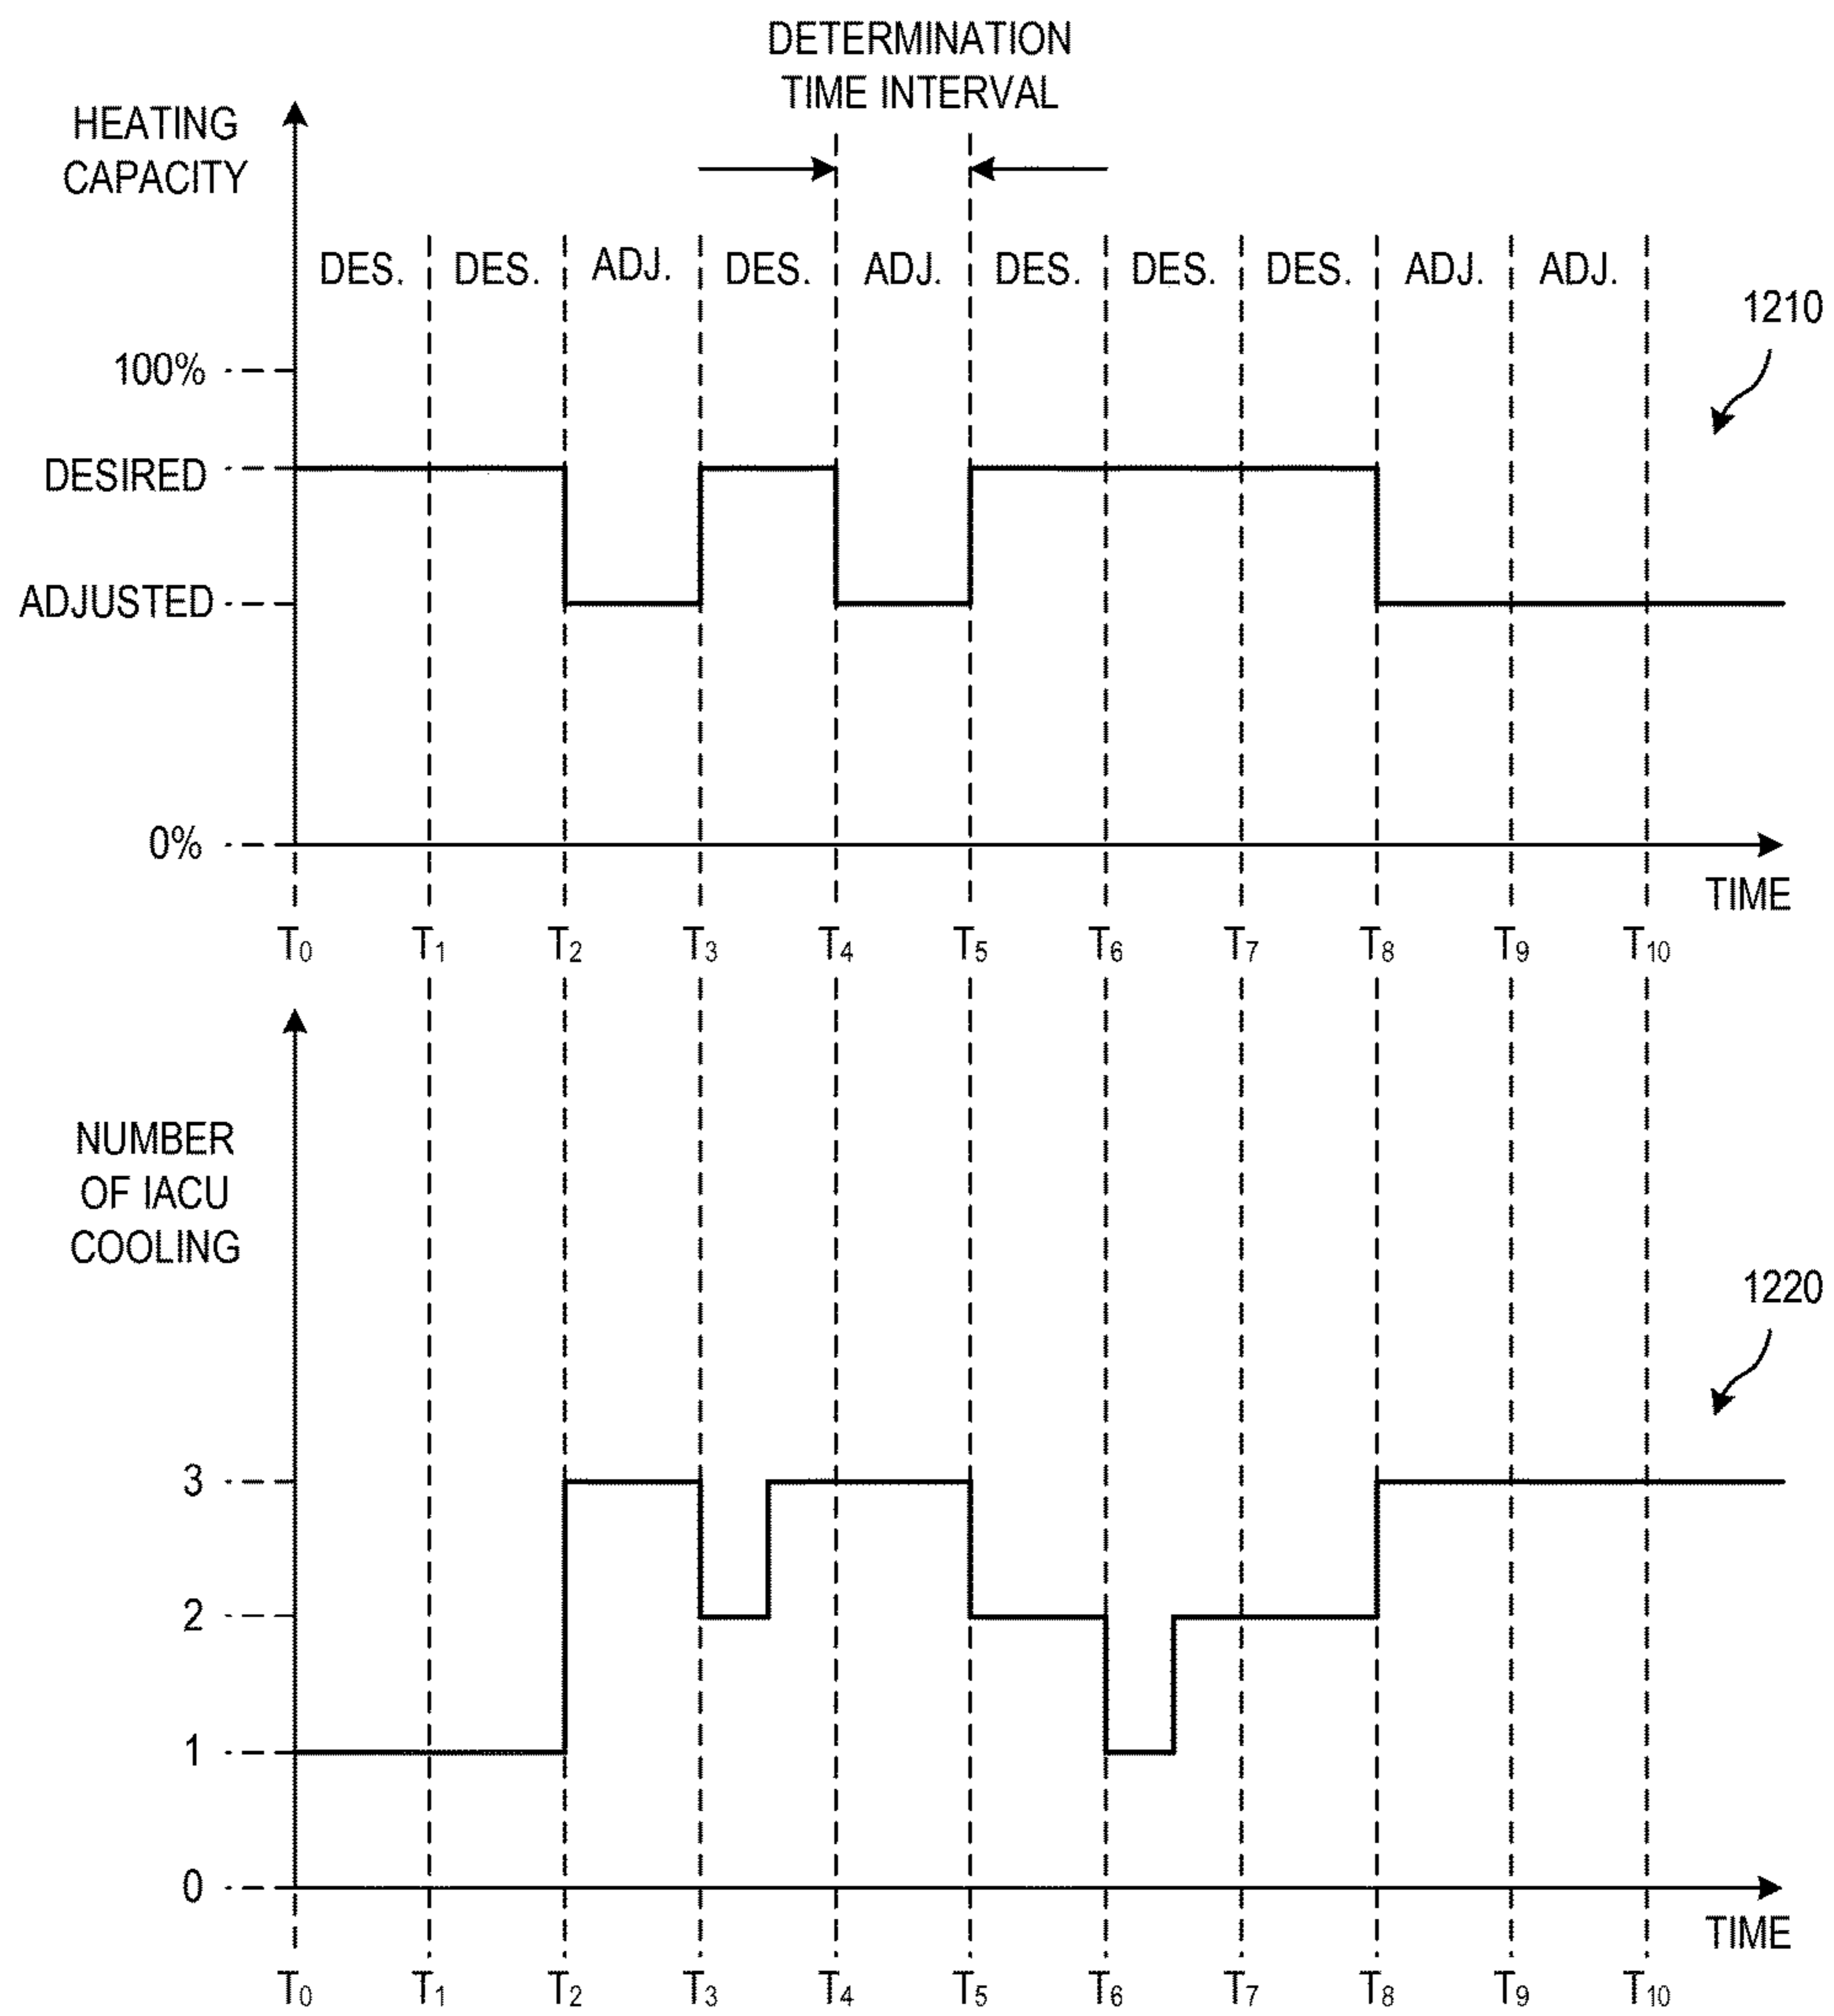 DETERMINATION
TIME INTERVAL
HEATING
CAPACITY
DES. DES. ADJ. DES. ADJ. DES. DES. DES. ADJ. ADJ.
1210
100%
DESIRED
ADJUSTED
0%
TIME
T0 T1 T2 T3 T4 T5 T6 T7 T8 T9 T10
NUMBER
OF IACU
COOLING
1220
3
2
1
0
TIME
T0 T1 T2 T3 T4 T5 T6 T7 T8 T9 T10